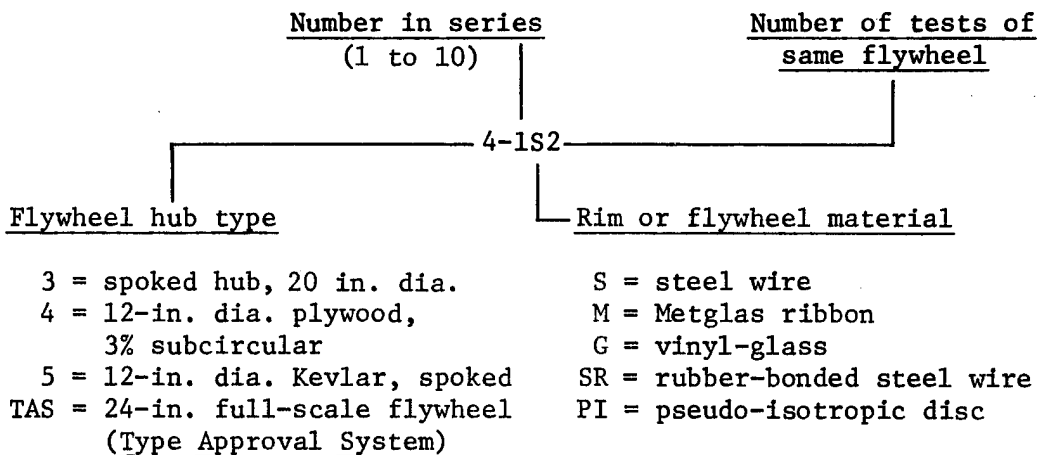 Number in series
(1 to 10)
Number of tests of
same flywheel
4-1S2
Flywheel hub type
3 = spoked hub, 20 in. dia.
4 = 12-in. dia. plywood,
3% subcircular
5 = 12-in. dia. Kevlar, spoked
TAS = 24-in. full-scale flywheel
(Type Approval System)
Rim or flywheel material
S = steel wire
M = Metglas ribbon
G = vinyl-glass
SR = rubber-bonded steel wire
PI = pseudo-isotropic disc